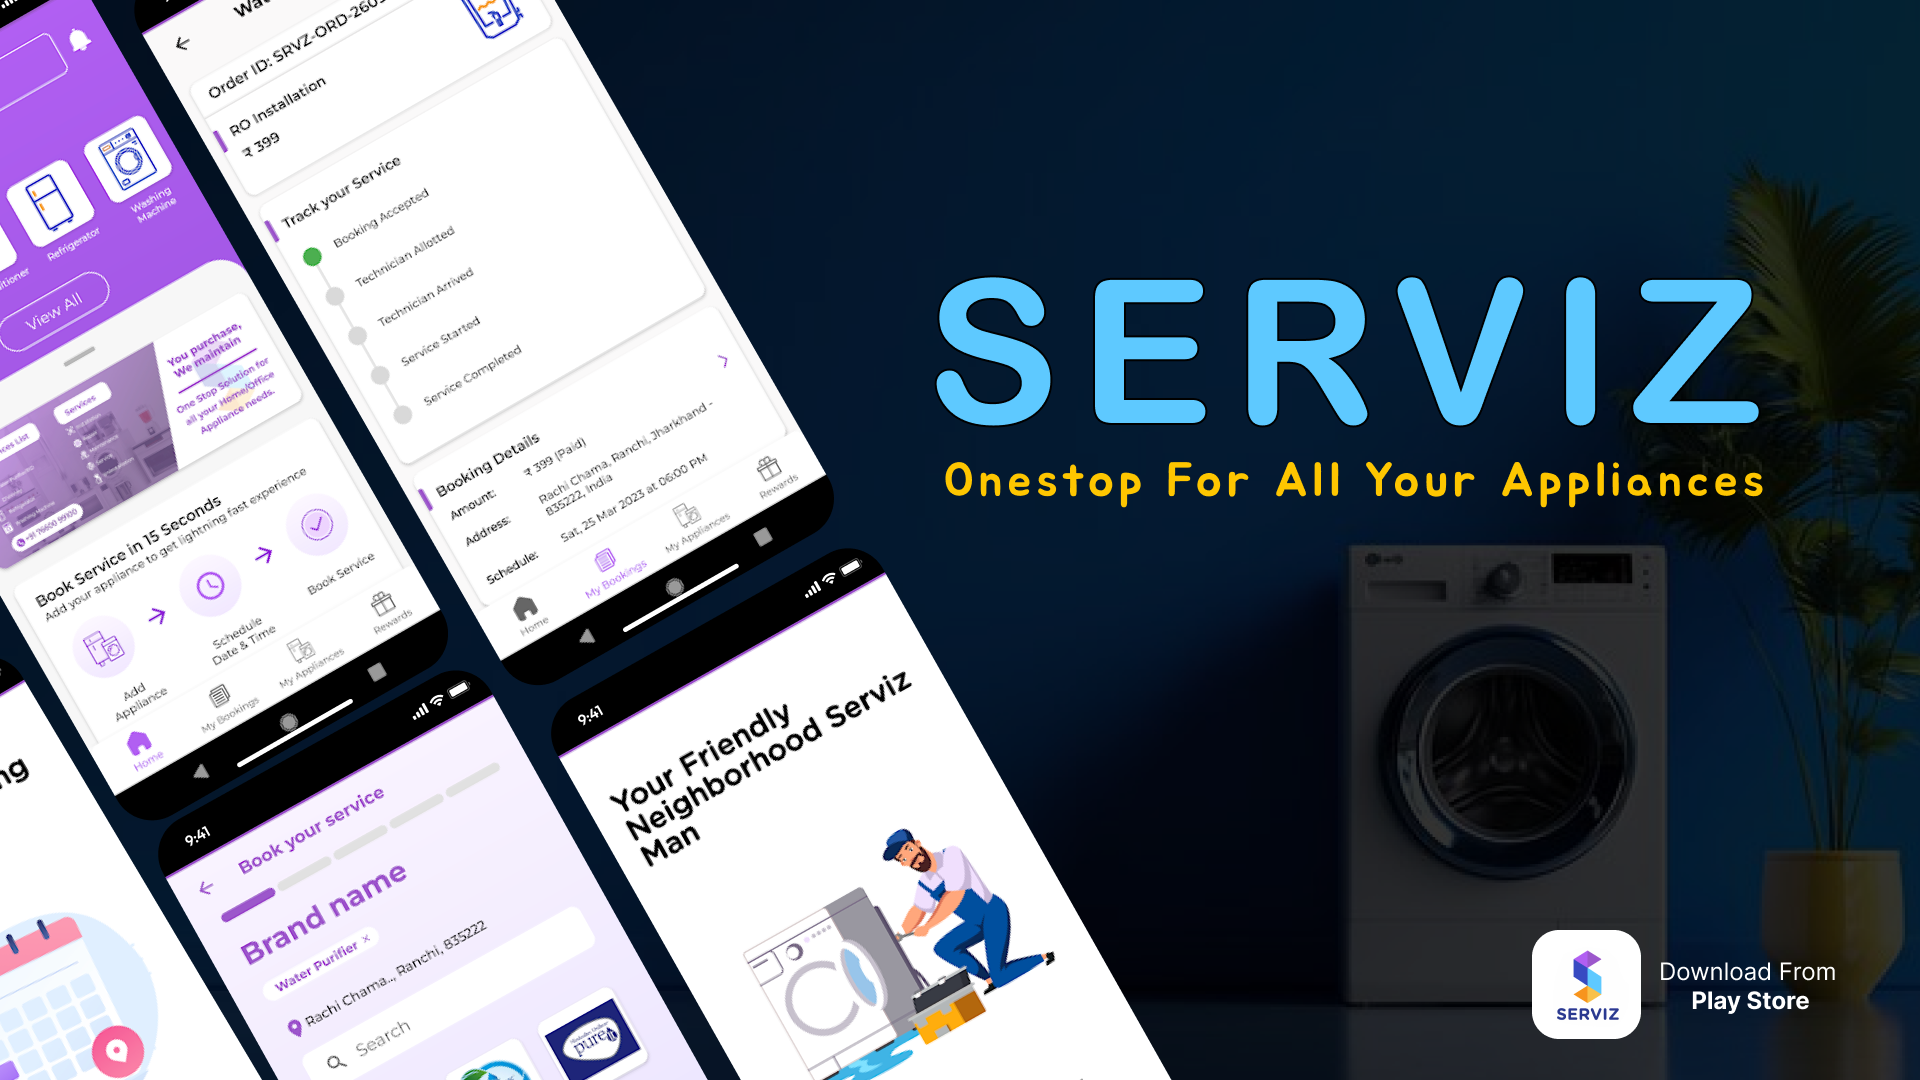 Washing
Machine
Refrigerator
View All
You purchase,
We maintain
One Stop Solution for
all your Home/Office
Appliance needs.
Services
+91 76600 99100
Book Service in 15 Seconds
Add your appliance to get lightning fast experience
Add
Appliance
Schedule
Date & Time
Book Service
Home
My Bookings
My Appliances
Rewards
RO Installation
₹ 399
Track your Service
Booking Accepted
Technician Allotted
Technician Arrived
Service Started
Service Completed
Booking Details
Amount: ₹ 399 (Paid)
Address: Rachi Chama, Ranchi, Jharkhand -
835222, India
Schedule: Sat, 25 Mar 2023 at 06:00 PM
Home
My Bookings
My Appliances
Rewards
9:41
Book your service
Brand name
Water Purifier ×
Rachi Chama.., Ranchi, 835222
Search
pureit
9:41
Your Friendly
Neighborhood Serviz
Man
SERVIZ
Onestop For All Your Appliances
SERVIZ
Download From
Play Store